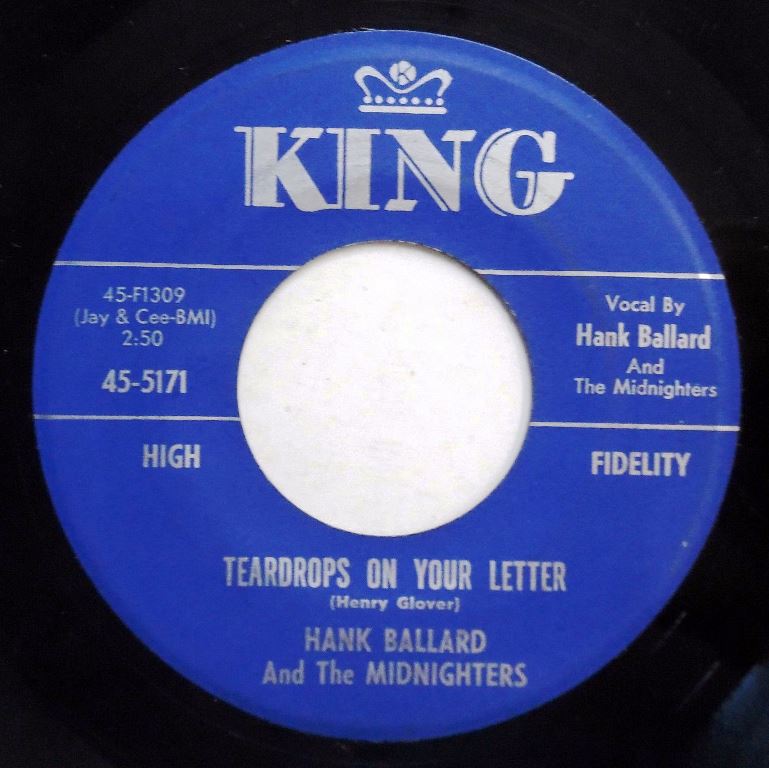 K
KING
45-F1309
(Jay & Cee-BMI)
2:50
45-5171
Vocal By
Hank Ballard
And
The Midnighters
HIGH FIDELITY
TEARDROPS ON YOUR LETTER
(Henry Glover)
HANK BALLARD
And The MIDNIGHTERS